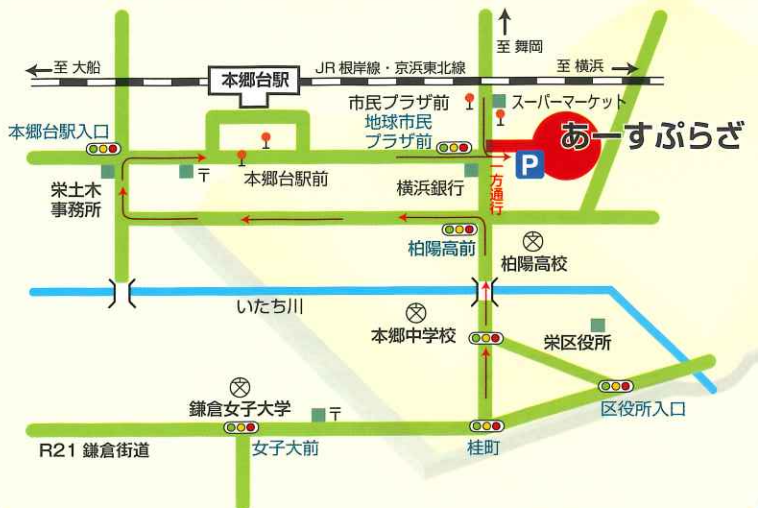 至 舞岡
至 大船
本郷台駅
JR 根岸線・京浜東北線
至 横浜
市民プラザ前
スーパーマーケット
地球市民
プラザ前
あーすぷらざ
本郷台駅入口
P
一方通行
〒
本郷台駅前
横浜銀行
栄土木
事務所
柏陽高前
柏陽高校
いたち川
本郷中学校
栄区役所
鎌倉女子大学
〒
区役所入口
R21 鎌倉街道
女子大前
桂町